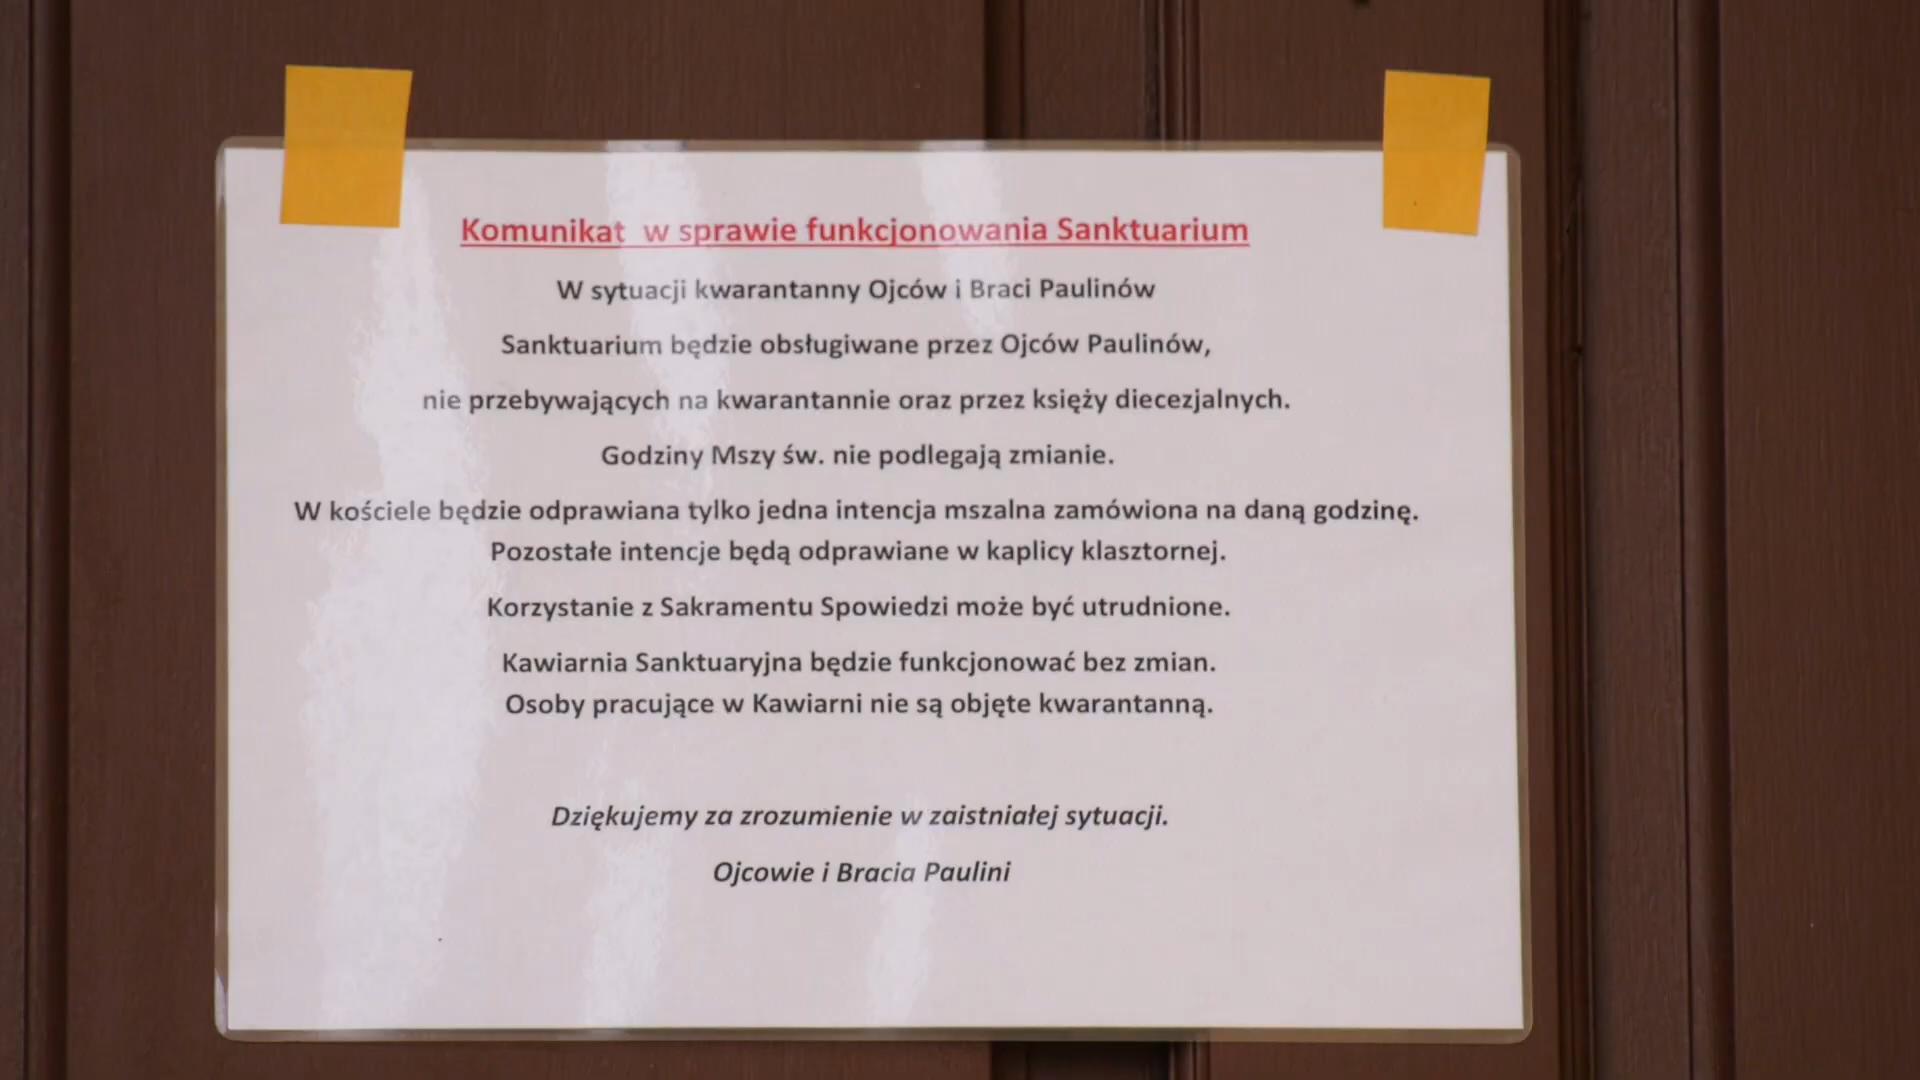 Komunikat w sprawie funkcjonowania Sanktuarium
W sytuacji kwarantanny Ojców i Braci Paulinów
Sanktuarium będzie obsługiwane przez Ojców Paulinów,
nie przebywających na kwarantannie oraz przez księży diecezjalnych.
Godziny Mszy św. nie podlegają zmianie.
W kościele będzie odprawiana tylko jedna intencja mszalna zamówiona na daną godzinę.
Pozostałe intencje będą odprawiane w kaplicy klasztornej.
Korzystanie z Sakramentu Spowiedzi może być utrudnione.
Kawiarnia Sanktuaryjna będzie funkcjonować bez zmian.
Osoby pracujące w Kawiarni nie są objęte kwarantanną.
Dziękujemy za zrozumienie w zaistniałej sytuacji.
Ojcowie i Bracia Paulini